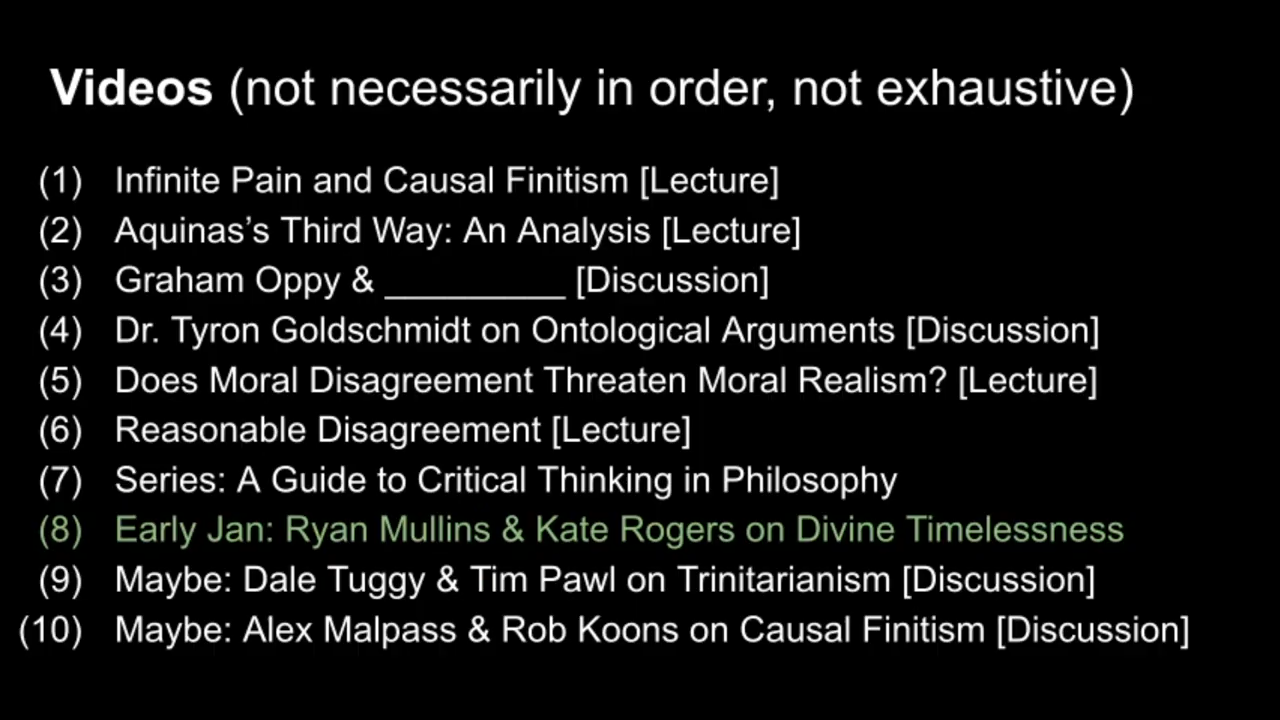 Videos (not necessarily in order, not exhaustive)
(1) Infinite Pain and Causal Finitism [Lecture]
(2) Aquinas’s Third Way: An Analysis [Lecture]
(3) Graham Oppy & _________ [Discussion]
(4) Dr. Tyron Goldschmidt on Ontological Arguments [Discussion]
(5) Does Moral Disagreement Threaten Moral Realism? [Lecture]
(6) Reasonable Disagreement [Lecture]
(7) Series: A Guide to Critical Thinking in Philosophy
(8) Early Jan: Ryan Mullins & Kate Rogers on Divine Timelessness
(9) Maybe: Dale Tuggy & Tim Pawl on Trinitarianism [Discussion]
(10) Maybe: Alex Malpass & Rob Koons on Causal Finitism [Discussion]